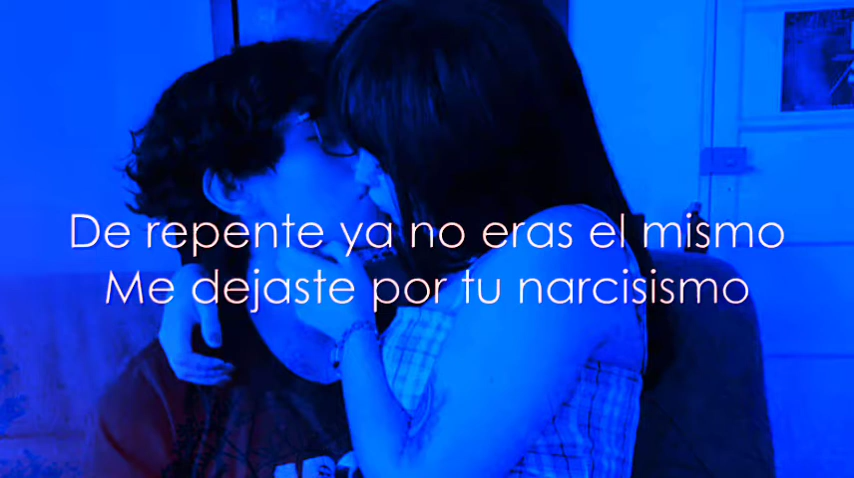 De repente ya no eras el mismo
Me dejaste por tu narcisismo